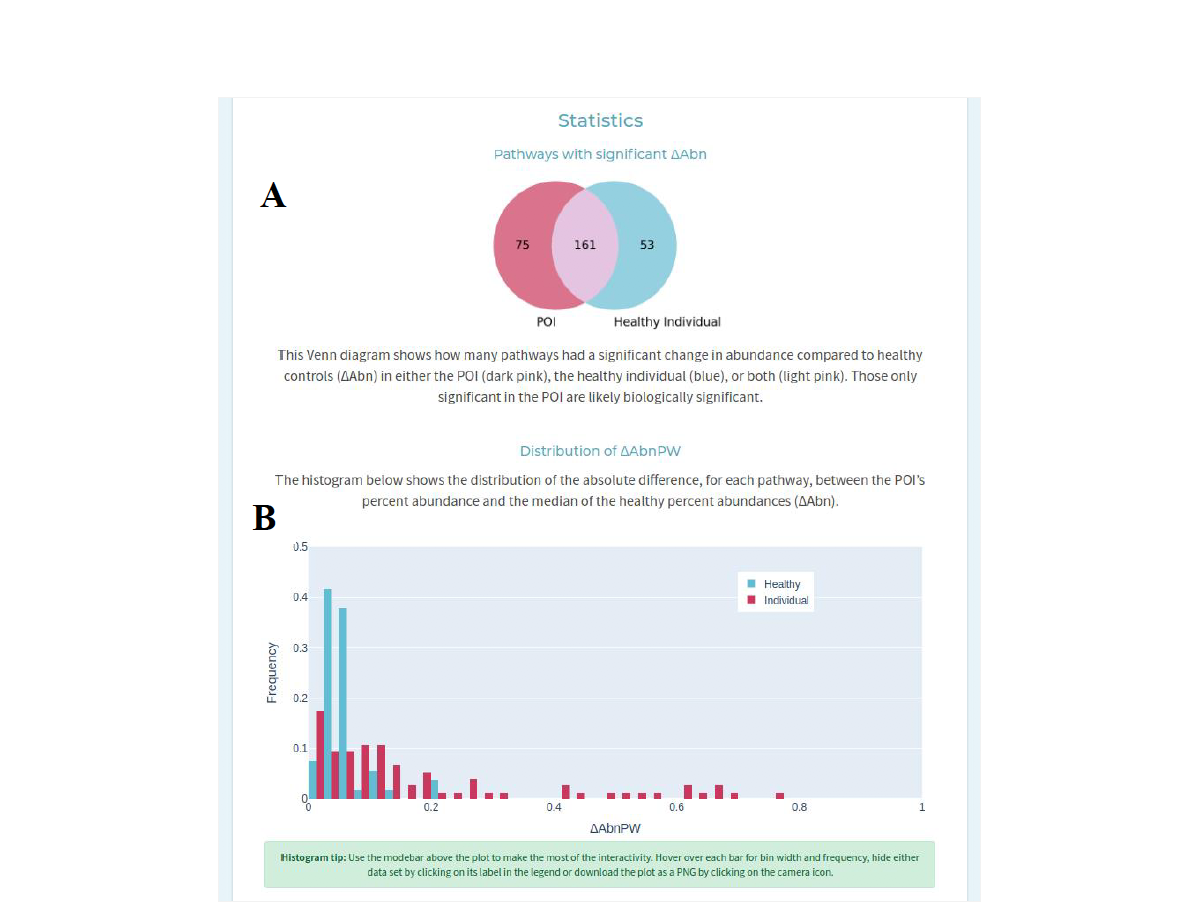 Statistics
Pathways with significant ΔAbn
A
75
161
53
POI
Healthy Individual
This Venn diagram shows how many pathways had a significant change in abundance compared to healthy
controls (ΔAbn) in either the POI (dark pink), the healthy individual (blue), or both (light pink). Those only
significant in the POI are likely biologically significant.
Distribution of ΔAbnPW
The histogram below shows the distribution of the absolute difference, for each pathway, between the POI's
percent abundance and the median of the healthy percent abundances (ΔAbn).
B
0.5
0.4
0.3
0.2
0.1
0
Frequency
Healthy
Individual
0
0.2
0.4
0.6
0.8
1
ΔAbnPW
Histogram tip: Use the modebar above the plot to make the most of the interactivity. Hover over each bar for bin width and frequency, hide either
data set by clicking on its label in the legend or download the plot as a PNG by clicking on the camera icon.